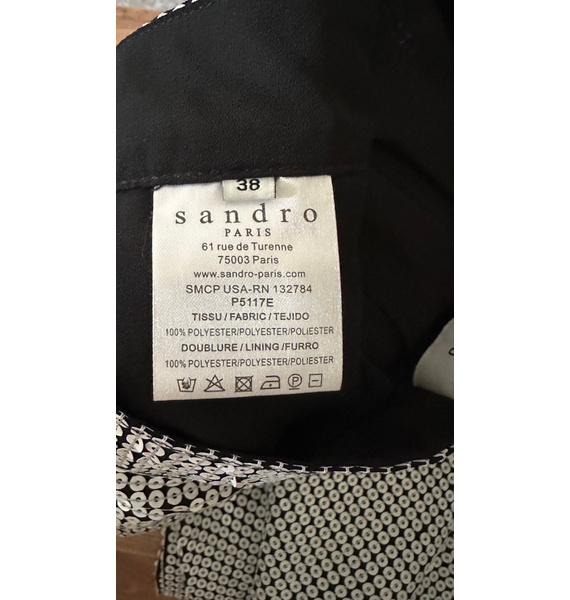 38
sandro
PARIS
61 rue de Turenne
75003 Paris
www.sandro-paris.com
SMCP USA-RN 132784
P5117E
TISSU / FABRIC / TEJIDO
100% POLYESTER/POLYESTER/POLIESTER
DOUBLURE / LINING / FURRO
100% POLYESTER/POLYESTER/POLIESTER